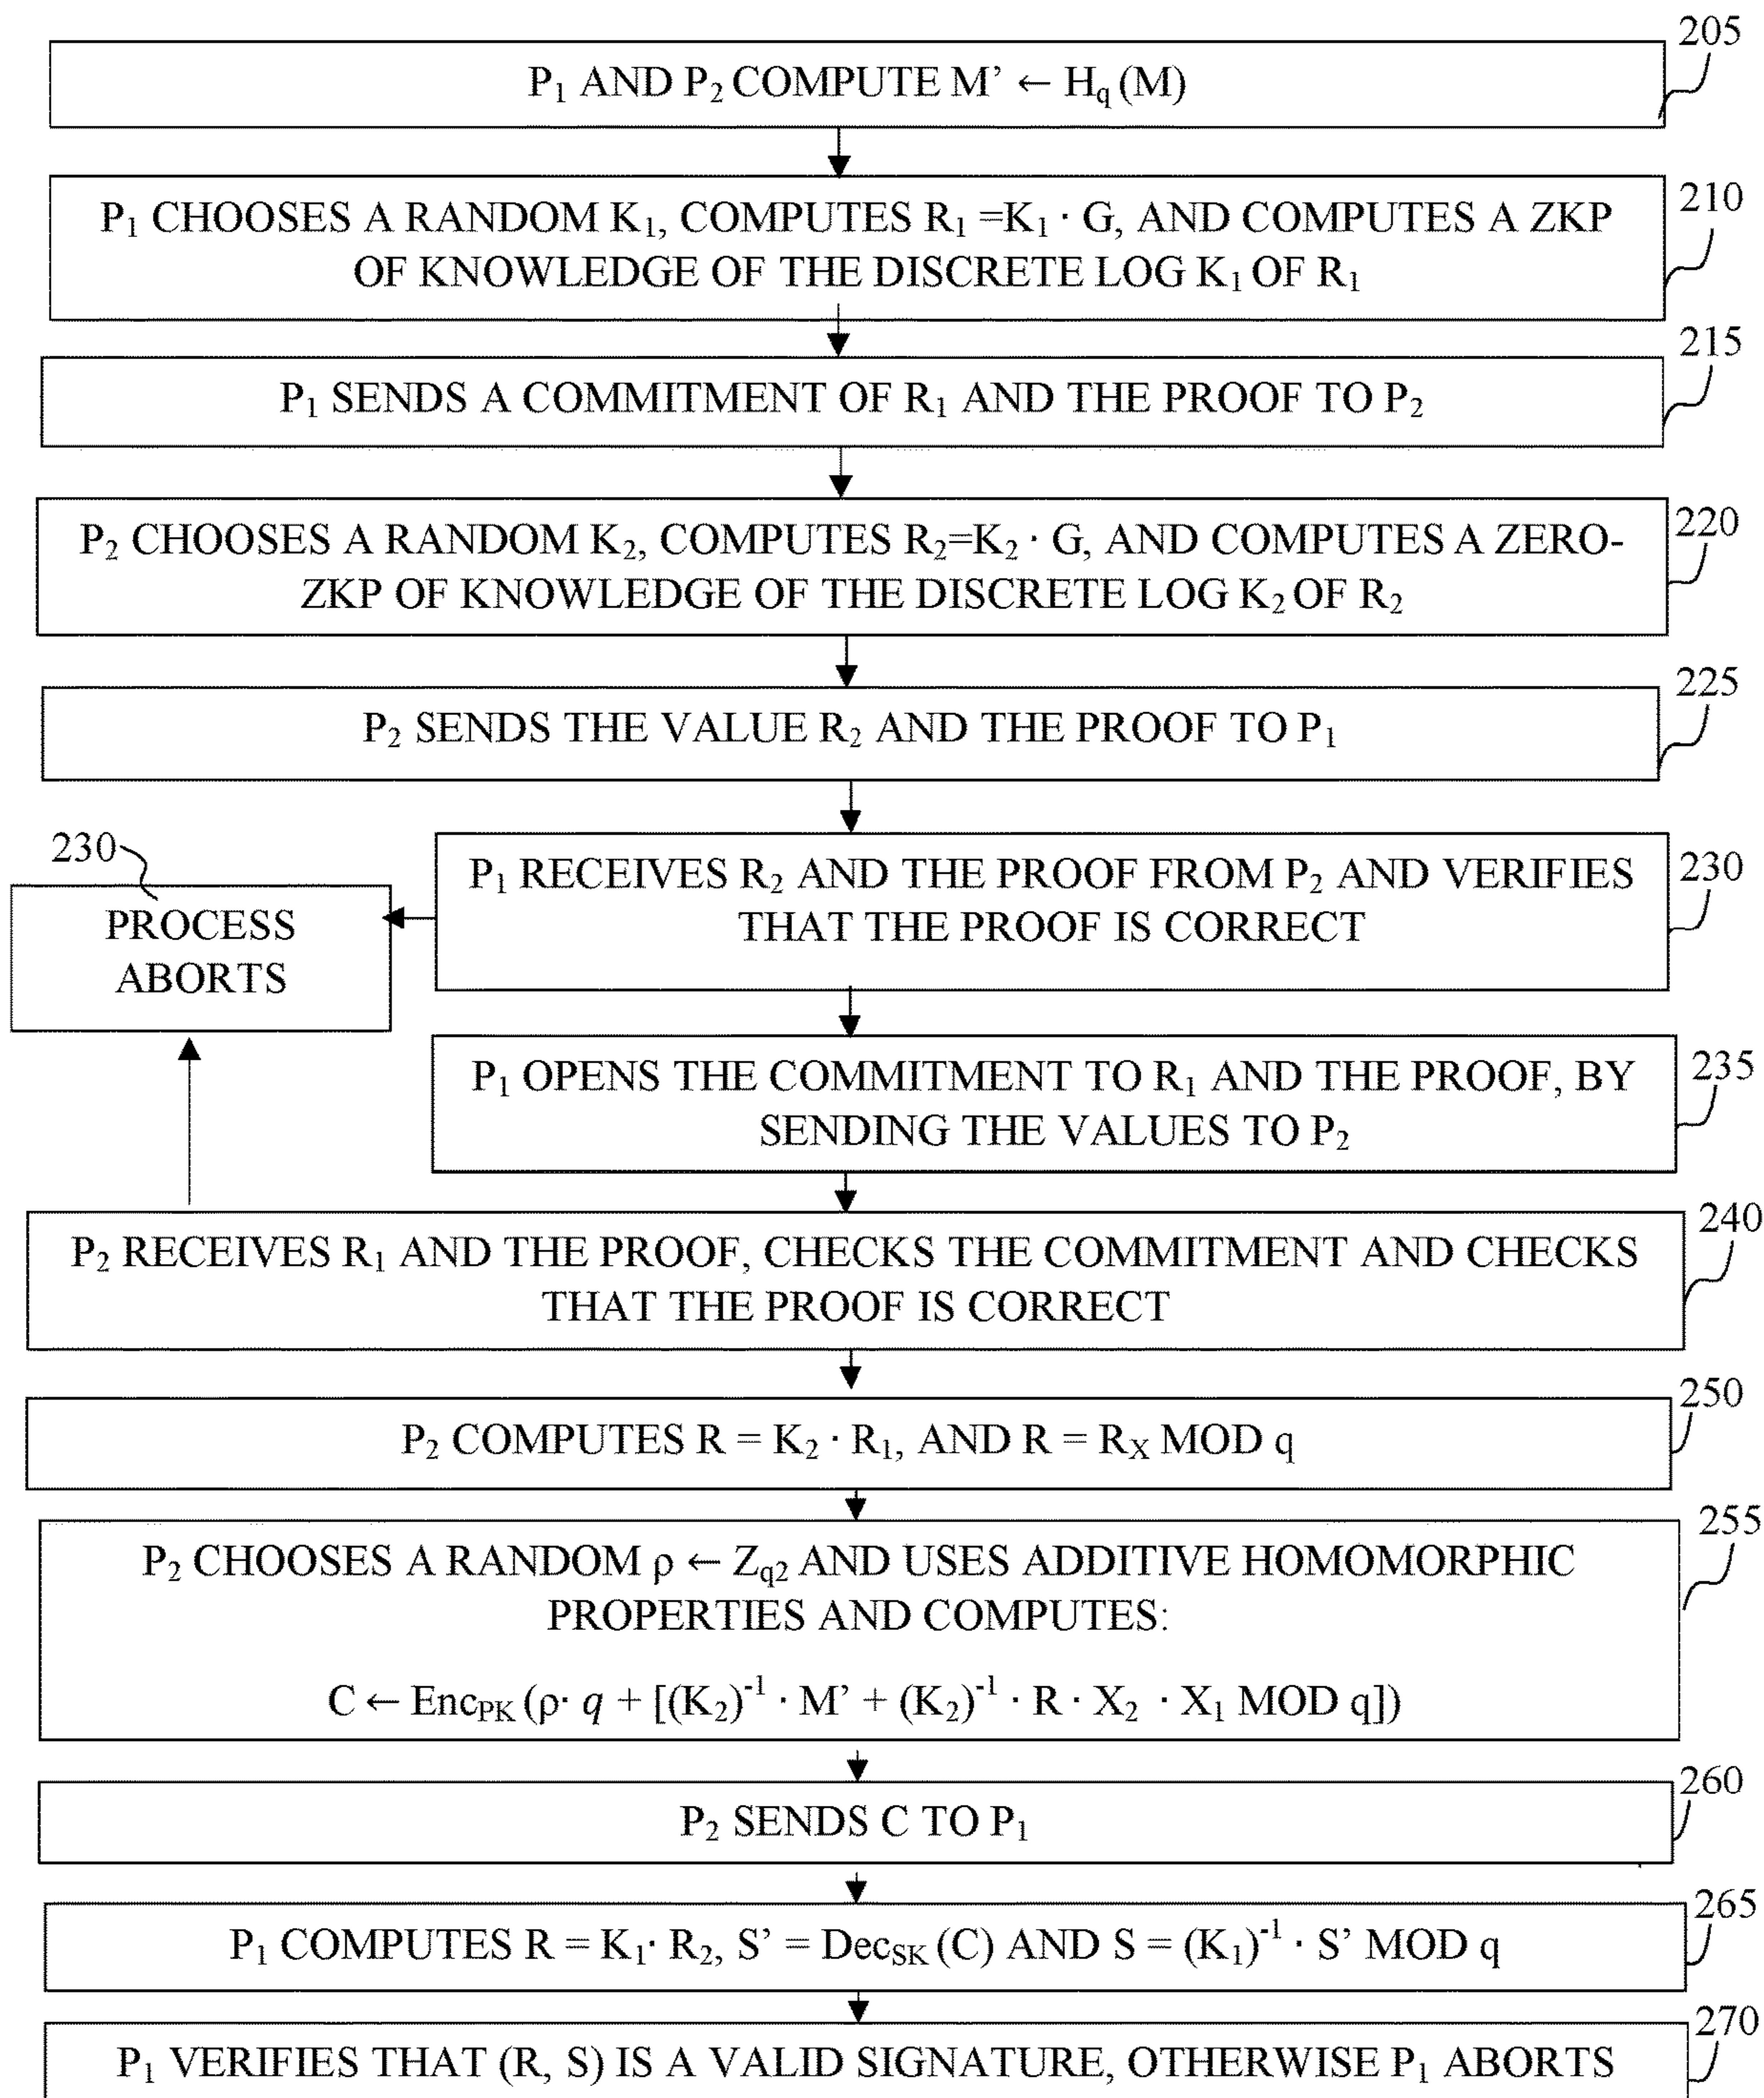 205
P₁ AND P₂ COMPUTE M' ← H_q (M)
210
P₁ CHOOSES A RANDOM K₁, COMPUTES R₁ =K₁ · G, AND COMPUTES A ZKP
OF KNOWLEDGE OF THE DISCRETE LOG K₁ OF R₁
215
P₁ SENDS A COMMITMENT OF R₁ AND THE PROOF TO P₂
220
P₂ CHOOSES A RANDOM K₂, COMPUTES R₂=K₂ · G, AND COMPUTES A ZERO-
ZKP OF KNOWLEDGE OF THE DISCRETE LOG K₂ OF R₂
225
P₂ SENDS THE VALUE R₂ AND THE PROOF TO P₁
230
PROCESS
ABORTS
230
P₁ RECEIVES R₂ AND THE PROOF FROM P₂ AND VERIFIES
THAT THE PROOF IS CORRECT
235
P₁ OPENS THE COMMITMENT TO R₁ AND THE PROOF, BY
SENDING THE VALUES TO P₂
240
P₂ RECEIVES R₁ AND THE PROOF, CHECKS THE COMMITMENT AND CHECKS
THAT THE PROOF IS CORRECT
250
P₂ COMPUTES R = K₂ · R₁, AND R = R_X MOD q
255
P₂ CHOOSES A RANDOM ρ ← Z_q2 AND USES ADDITIVE HOMOMORPHIC
PROPERTIES AND COMPUTES:
C ← Enc_PK (ρ· q + [(K₂)⁻¹ · M' + (K₂)⁻¹ · R · X₂ · X₁ MOD q])
260
P₂ SENDS C TO P₁
265
P₁ COMPUTES R = K₁· R₂, S' = Dec_SK (C) AND S = (K₁)⁻¹ · S' MOD q
270
P₁ VERIFIES THAT (R, S) IS A VALID SIGNATURE, OTHERWISE P₁ ABORTS